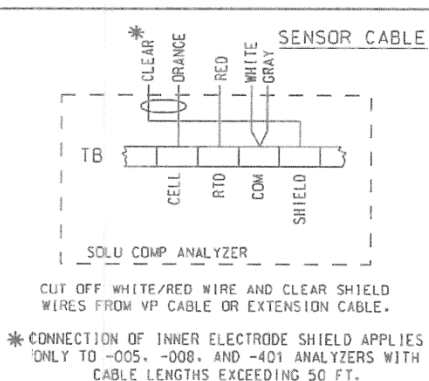 SENSOR CABLE
*
CLEAR
ORANGE
RED
WHITE
GRAY
TB
CELL
RTD
COM
SHIELD
SOLU COMP ANALYZER
CUT OFF WHITE/RED WIRE AND CLEAR SHIELD
WIRES FROM VP CABLE OR EXTENSION CABLE.
* CONNECTION OF INNER ELECTRODE SHIELD APPLIES
ONLY TO -005, -008, AND -401 ANALYZERS WITH
CABLE LENGTHS EXCEEDING 50 FT.